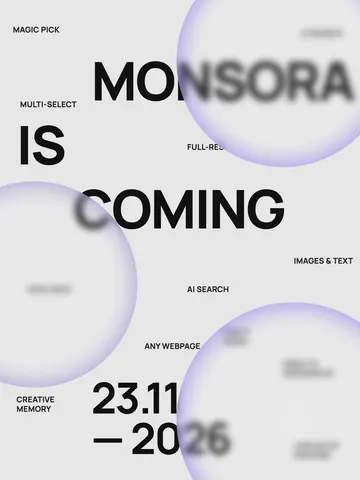 MAGIC PICK
MONSORA
MULTI-SELECT
IS
FULL-RES
COMING
IMAGES & TEXT
AI SEARCH
ANY WEBPAGE
CREATIVE
MEMORY
23.11
— 2026